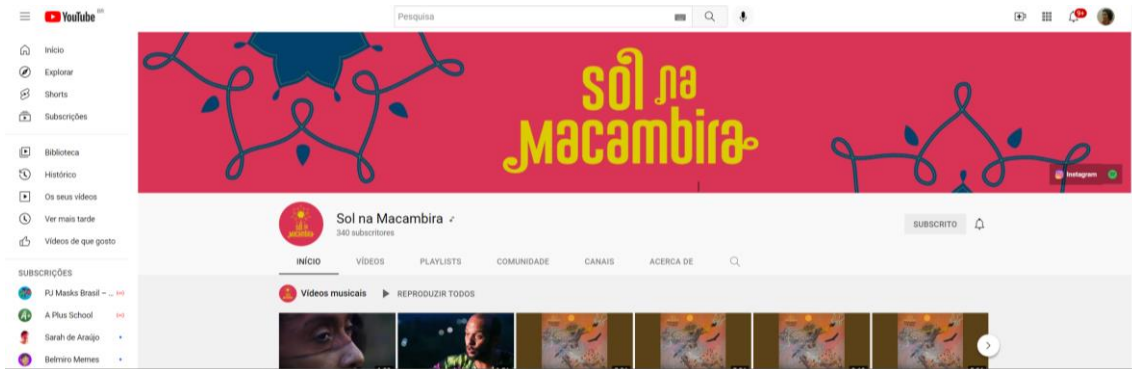 YouTube BR
Pesquisa
9+
Início
Explorar
Shorts
Subscrições
Biblioteca
Histórico
Os seus vídeos
Ver mais tarde
Vídeos de que gosto
SUBSCRIÇÕES
PJ Masks Brasil – ...
A Plus School
Sarah de Araújo
Belmiro Memes
sol na
Macambira
Instagram
Sol na Macambira
340 subscritores
SUBSCRITO
INÍCIO VÍDEOS PLAYLISTS COMUNIDADE CANAIS ACERCA DE
Vídeos musicais REPRODUZIR TODOS